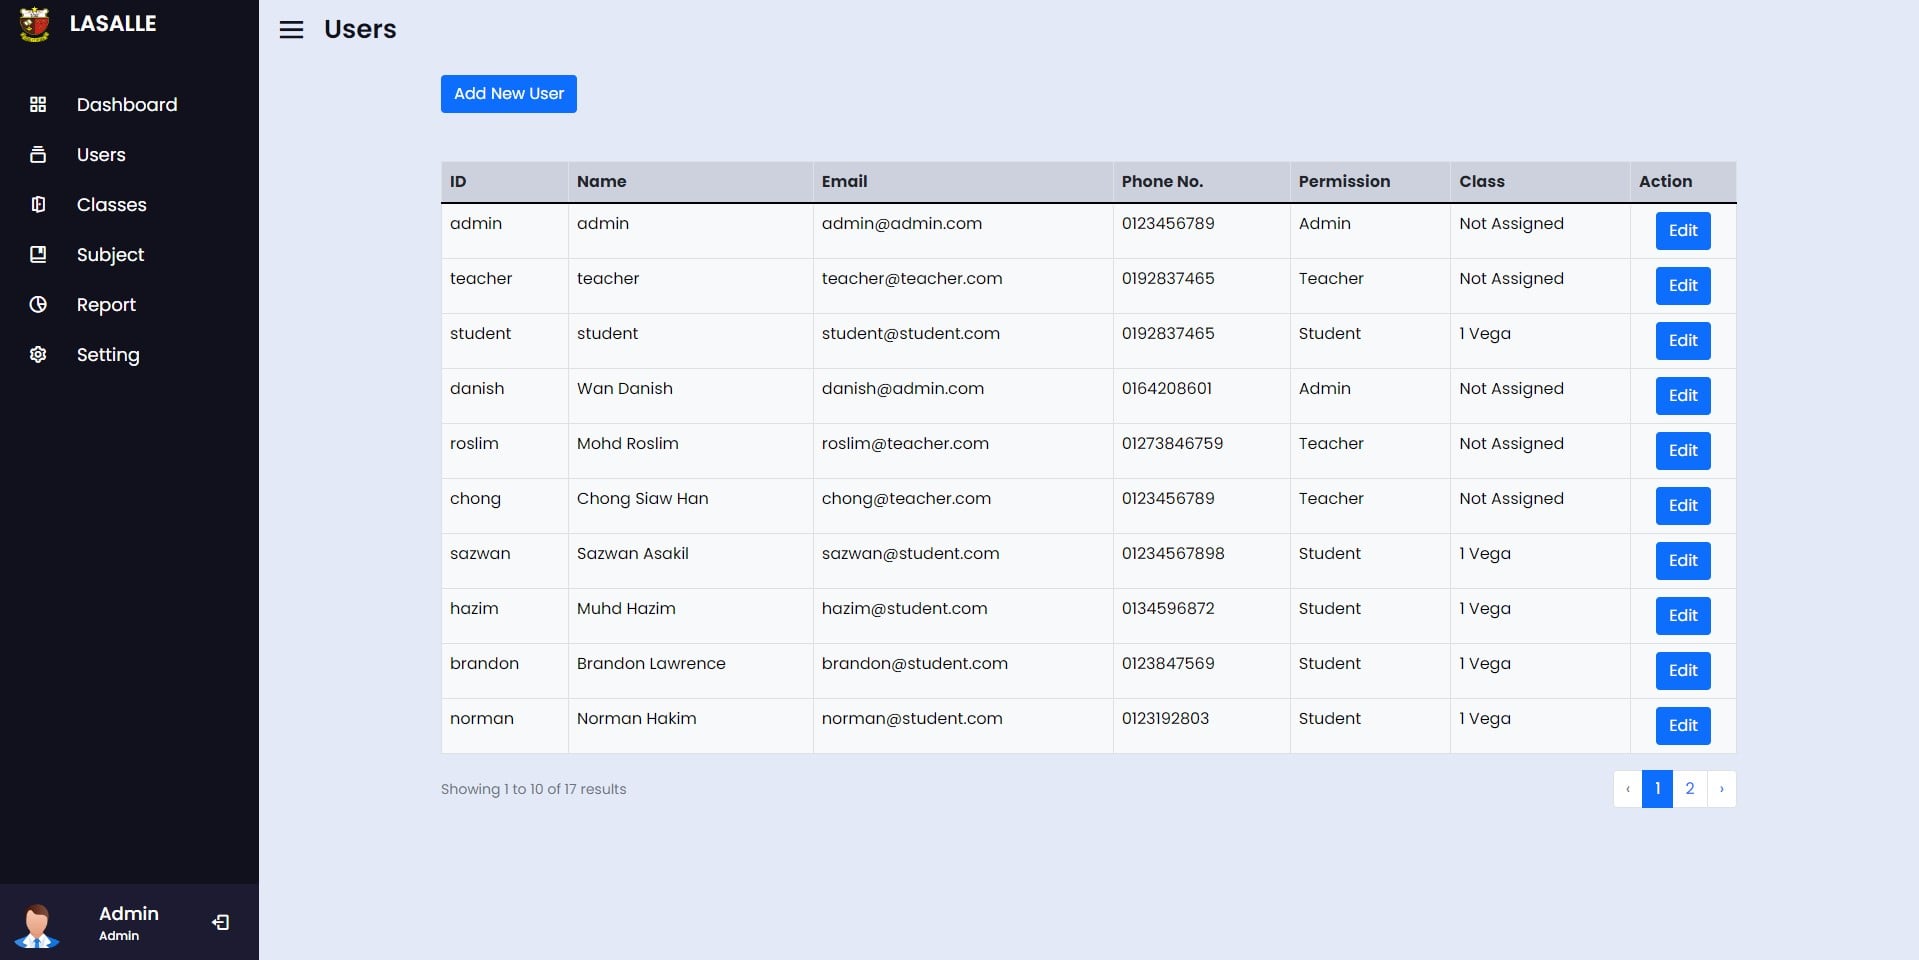 LASALLE
Users
Dashboard
Users
Classes
Subject
Report
Setting
Add New User
ID Name Email Phone No. Permission Class Action
admin admin admin@admin.com 0123456789 Admin Not Assigned Edit
teacher teacher teacher@teacher.com 0192837465 Teacher Not Assigned Edit
student student student@student.com 0192837465 Student 1 Vega Edit
danish Wan Danish danish@admin.com 0164208601 Admin Not Assigned Edit
roslim Mohd Roslim roslim@teacher.com 01273846759 Teacher Not Assigned Edit
chong Chong Siaw Han chong@teacher.com 0123456789 Teacher Not Assigned Edit
sazwan Sazwan Asakil sazwan@student.com 01234567898 Student 1 Vega Edit
hazim Muhd Hazim hazim@student.com 0134596872 Student 1 Vega Edit
brandon Brandon Lawrence brandon@student.com 0123847569 Student 1 Vega Edit
norman Norman Hakim norman@student.com 0123192803 Student 1 Vega Edit
Showing 1 to 10 of 17 results
‹ 1 2 ›
Admin
Admin